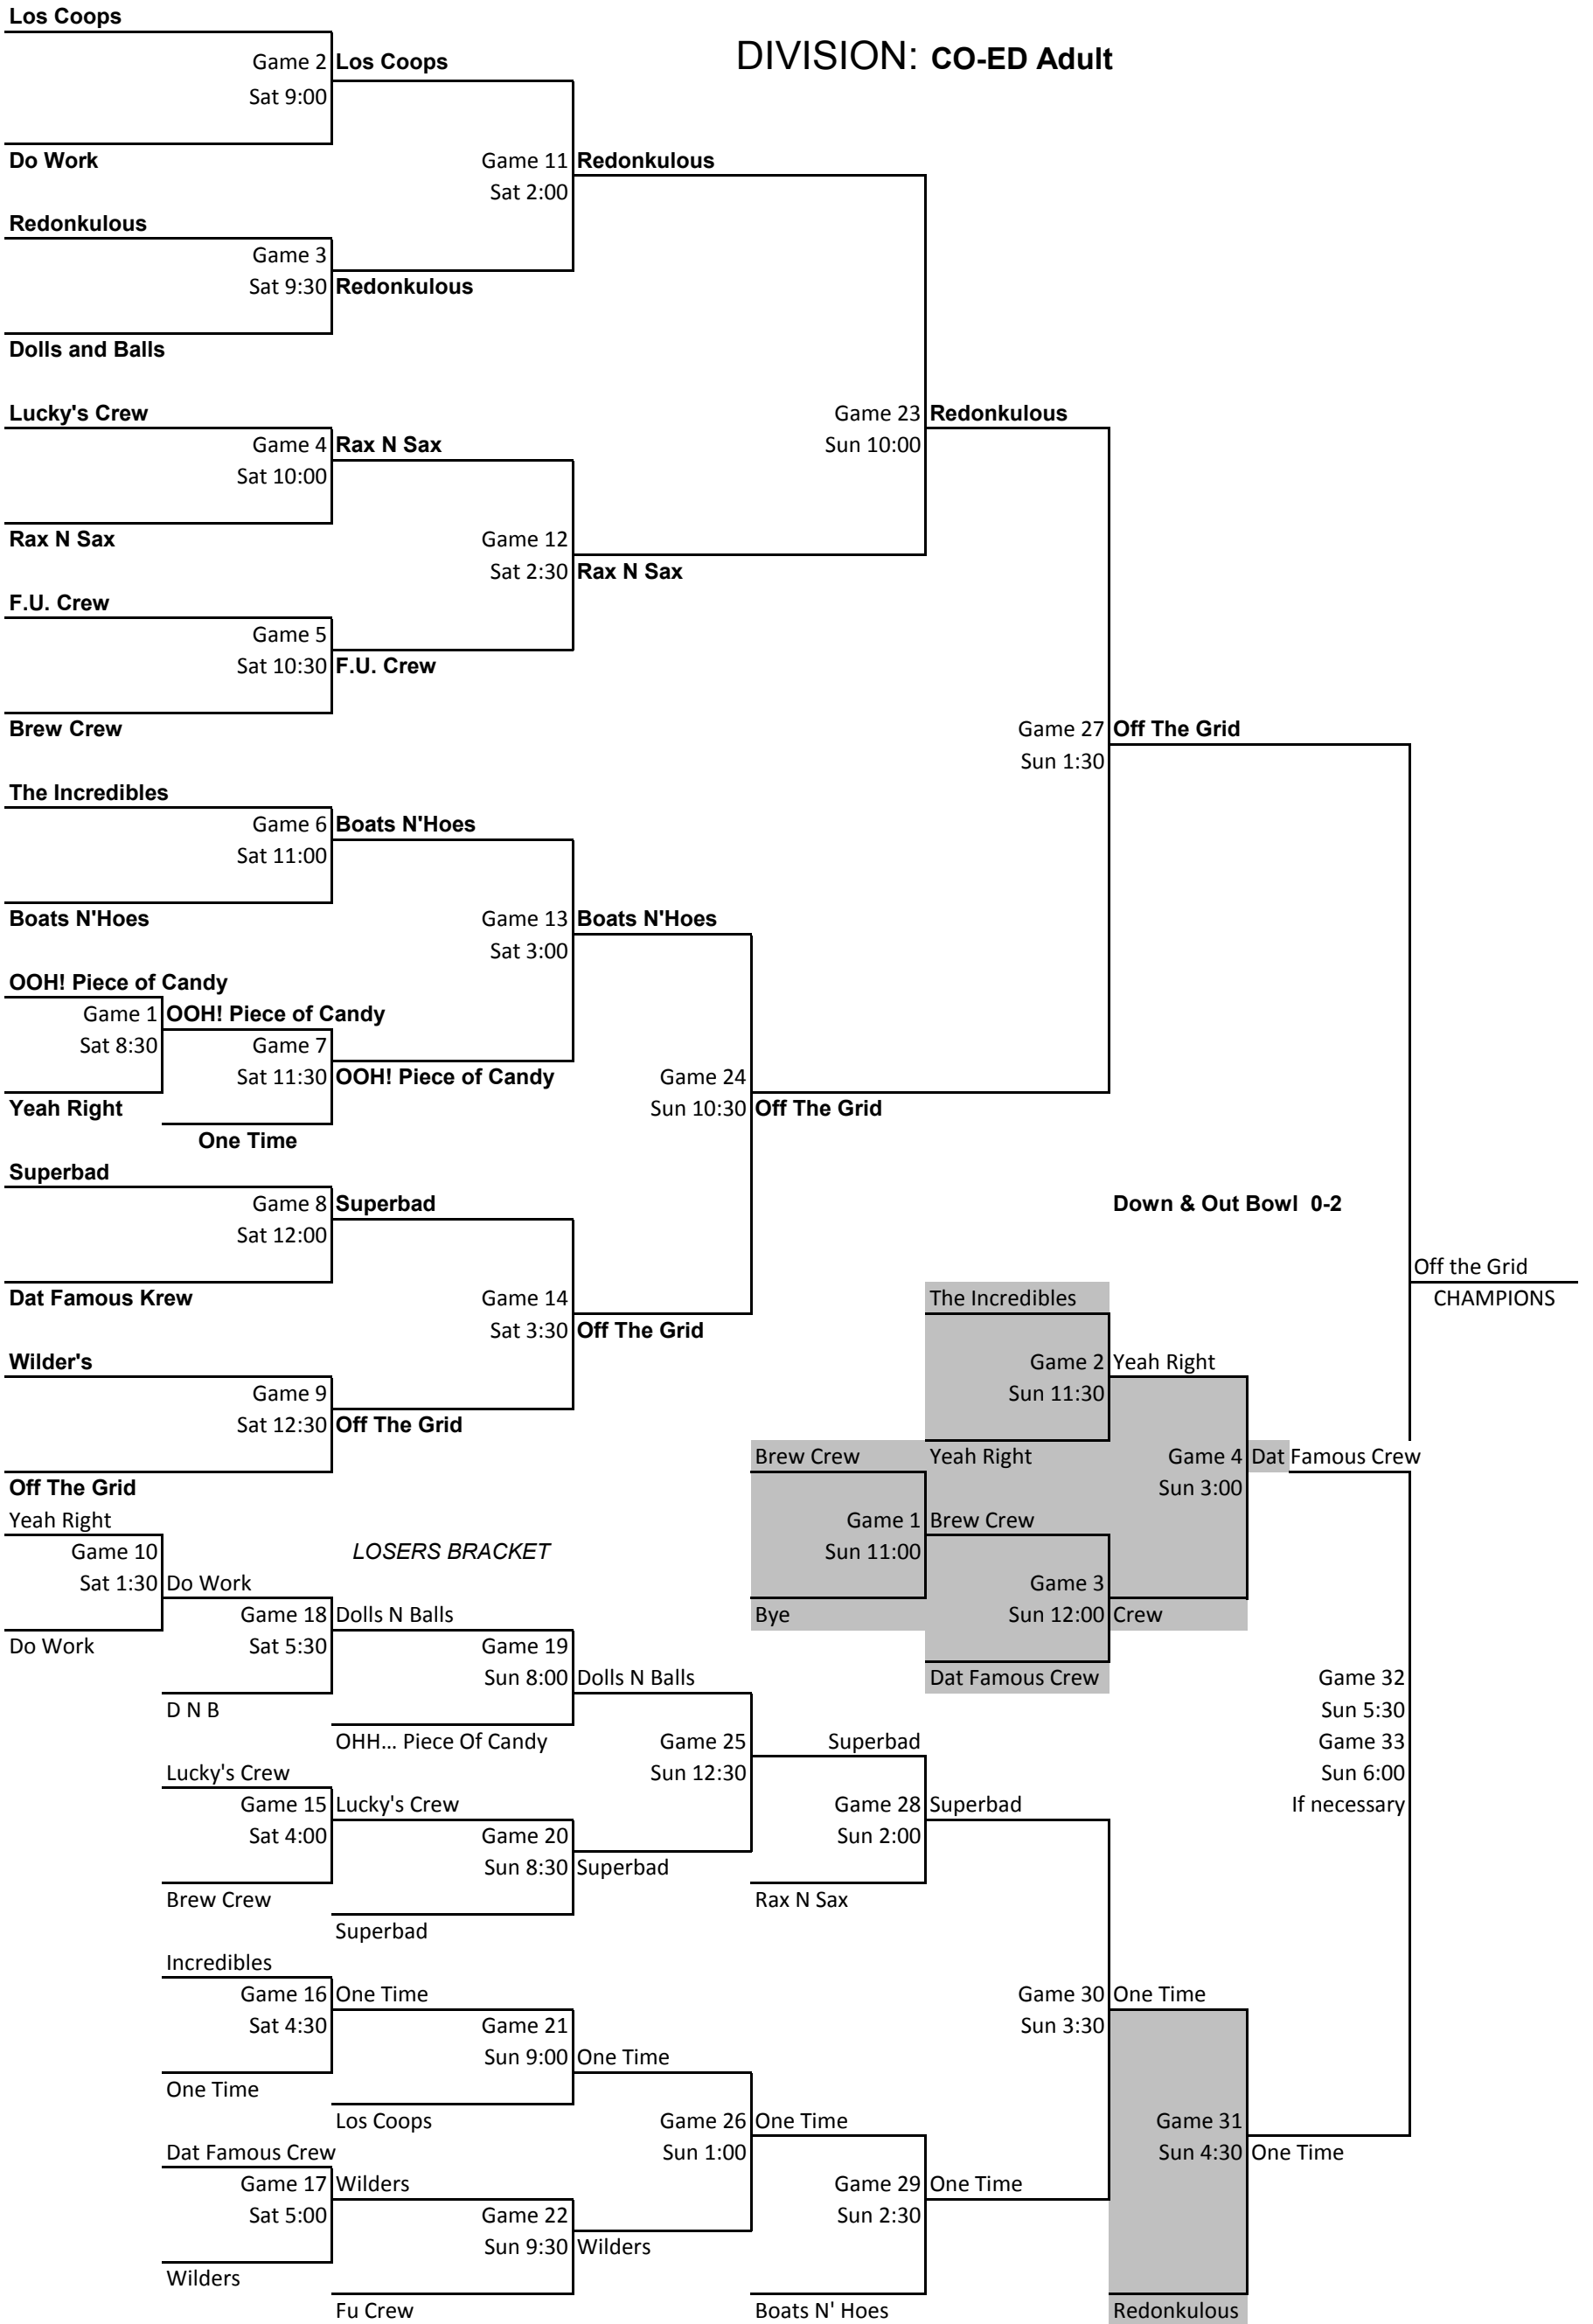 Los Coops
DIVISION: CO-ED Adult
Game 2 Los Coops
Sat 9:00
Do Work
Game 11 Redonkulous
Sat 2:00
Redonkulous
Game 3
Sat 9:30 Redonkulous
Dolls and Balls
Lucky's Crew
Game 23 Redonkulous
Sun 10:00
Game 4 Rax N Sax
Sat 10:00
Rax N Sax
Game 12
Sat 2:30 Rax N Sax
F.U. Crew
Game 5
Sat 10:30 F.U. Crew
Brew Crew
Game 27 Off The Grid
Sun 1:30
The Incredibles
Game 6 Boats N'Hoes
Sat 11:00
Boats N'Hoes
Game 13 Boats N'Hoes
Sat 3:00
OOH! Piece of Candy
Game 1 OOH! Piece of Candy
Sat 8:30
Game 7
Sat 11:30 OOH! Piece of Candy
Game 24
Yeah Right
Sun 10:30 Off The Grid
One Time
Superbad
Game 8 Superbad
Sat 12:00
Down & Out Bowl 0-2
Off the Grid
CHAMPIONS
Dat Famous Krew
Game 14
Sat 3:30 Off The Grid
The Incredibles
Wilder's
Game 2 Yeah Right
Sun 11:30
Game 9
Sat 12:30 Off The Grid
Brew Crew
Yeah Right
Game 4 Dat Famous Crew
Sun 3:00
Off The Grid
Yeah Right
Game 10
Sat 1:30 Do Work
LOSERS BRACKET
Game 1 Brew Crew
Sun 11:00
Game 3
Sun 12:00 Crew
Bye
Do Work
Game 18 Dolls N Balls
Sat 5:30
Game 19
Sun 8:00 Dolls N Balls
Dat Famous Crew
Game 32
Sun 5:30
Game 33
Sun 6:00
If necessary
D N B
OHH... Piece Of Candy
Game 25
Sun 12:30
Superbad
Lucky's Crew
Game 15 Lucky's Crew
Sat 4:00
Game 28 Superbad
Sun 2:00
Game 20
Sun 8:30 Superbad
Brew Crew
Rax N Sax
Superbad
Incredibles
Game 16 One Time
Sat 4:30
Game 30 One Time
Sun 3:30
Game 21
Sun 9:00 One Time
One Time
Los Coops
Game 26 One Time
Sun 1:00
Game 31
Sun 4:30 One Time
Dat Famous Crew
Game 17 Wilders
Sat 5:00
Game 29 One Time
Sun 2:30
Game 22
Sun 9:30 Wilders
Wilders
Fu Crew
Boats N' Hoes
Redonkulous